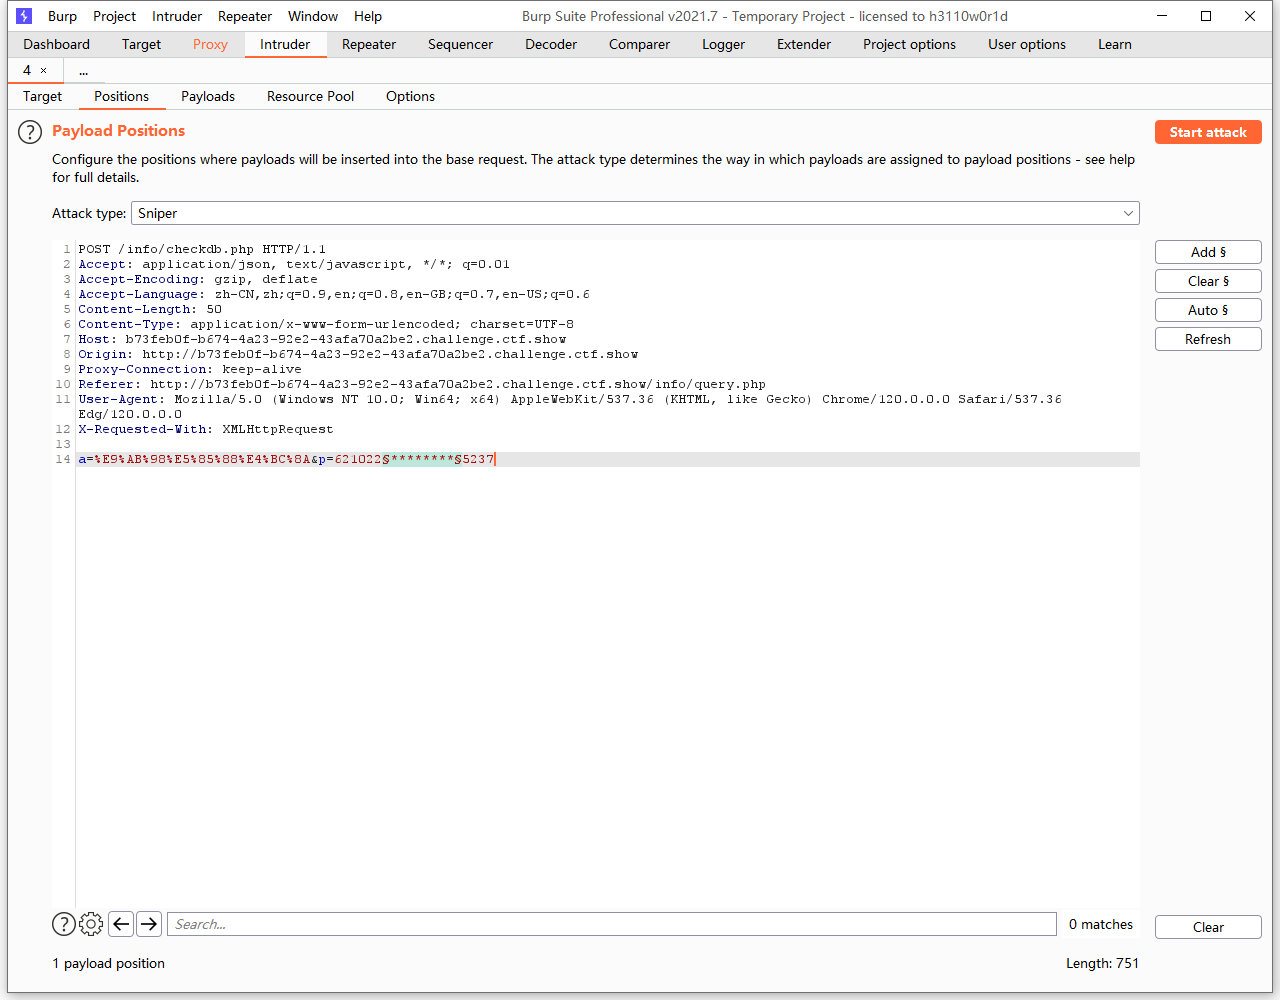 Burp Project Intruder Repeater Window Help Burp Suite Professional v2021.7 - Temporary Project - licensed to h3110w0r1d
Dashboard Target Proxy Intruder Repeater Sequencer Decoder Comparer Logger Extender Project options User options Learn
4 × ...
Target Positions Payloads Resource Pool Options
? Payload Positions Start attack
Configure the positions where payloads will be inserted into the base request. The attack type determines the way in which payloads are assigned to payload positions - see help
for full details.
Attack type: Sniper
1 POST /info/checkdb.php HTTP/1.1
2 Accept: application/json, text/javascript, */*; q=0.01
3 Accept-Encoding: gzip, deflate
4 Accept-Language: zh-CN,zh;q=0.9,en;q=0.8,en-GB;q=0.7,en-US;q=0.6
5 Content-Length: 50
6 Content-Type: application/x-www-form-urlencoded; charset=UTF-8
7 Host: b73feb0f-b674-4a23-92e2-43afa70a2be2.challenge.ctf.show
8 Origin: http://b73feb0f-b674-4a23-92e2-43afa70a2be2.challenge.ctf.show
9 Proxy-Connection: keep-alive
10 Referer: http://b73feb0f-b674-4a23-92e2-43afa70a2be2.challenge.ctf.show/info/query.php
11 User-Agent: Mozilla/5.0 (Windows NT 10.0; Win64; x64) AppleWebKit/537.36 (KHTML, like Gecko) Chrome/120.0.0.0 Safari/537.36
Edg/120.0.0.0
12 X-Requested-With: XMLHttpRequest
13
14 a=%E9%AB%98%E5%85%88%E4%BC%8A&p=621022§********§5237
Add §
Clear §
Auto §
Refresh
? Search... 0 matches Clear
1 payload position Length: 751